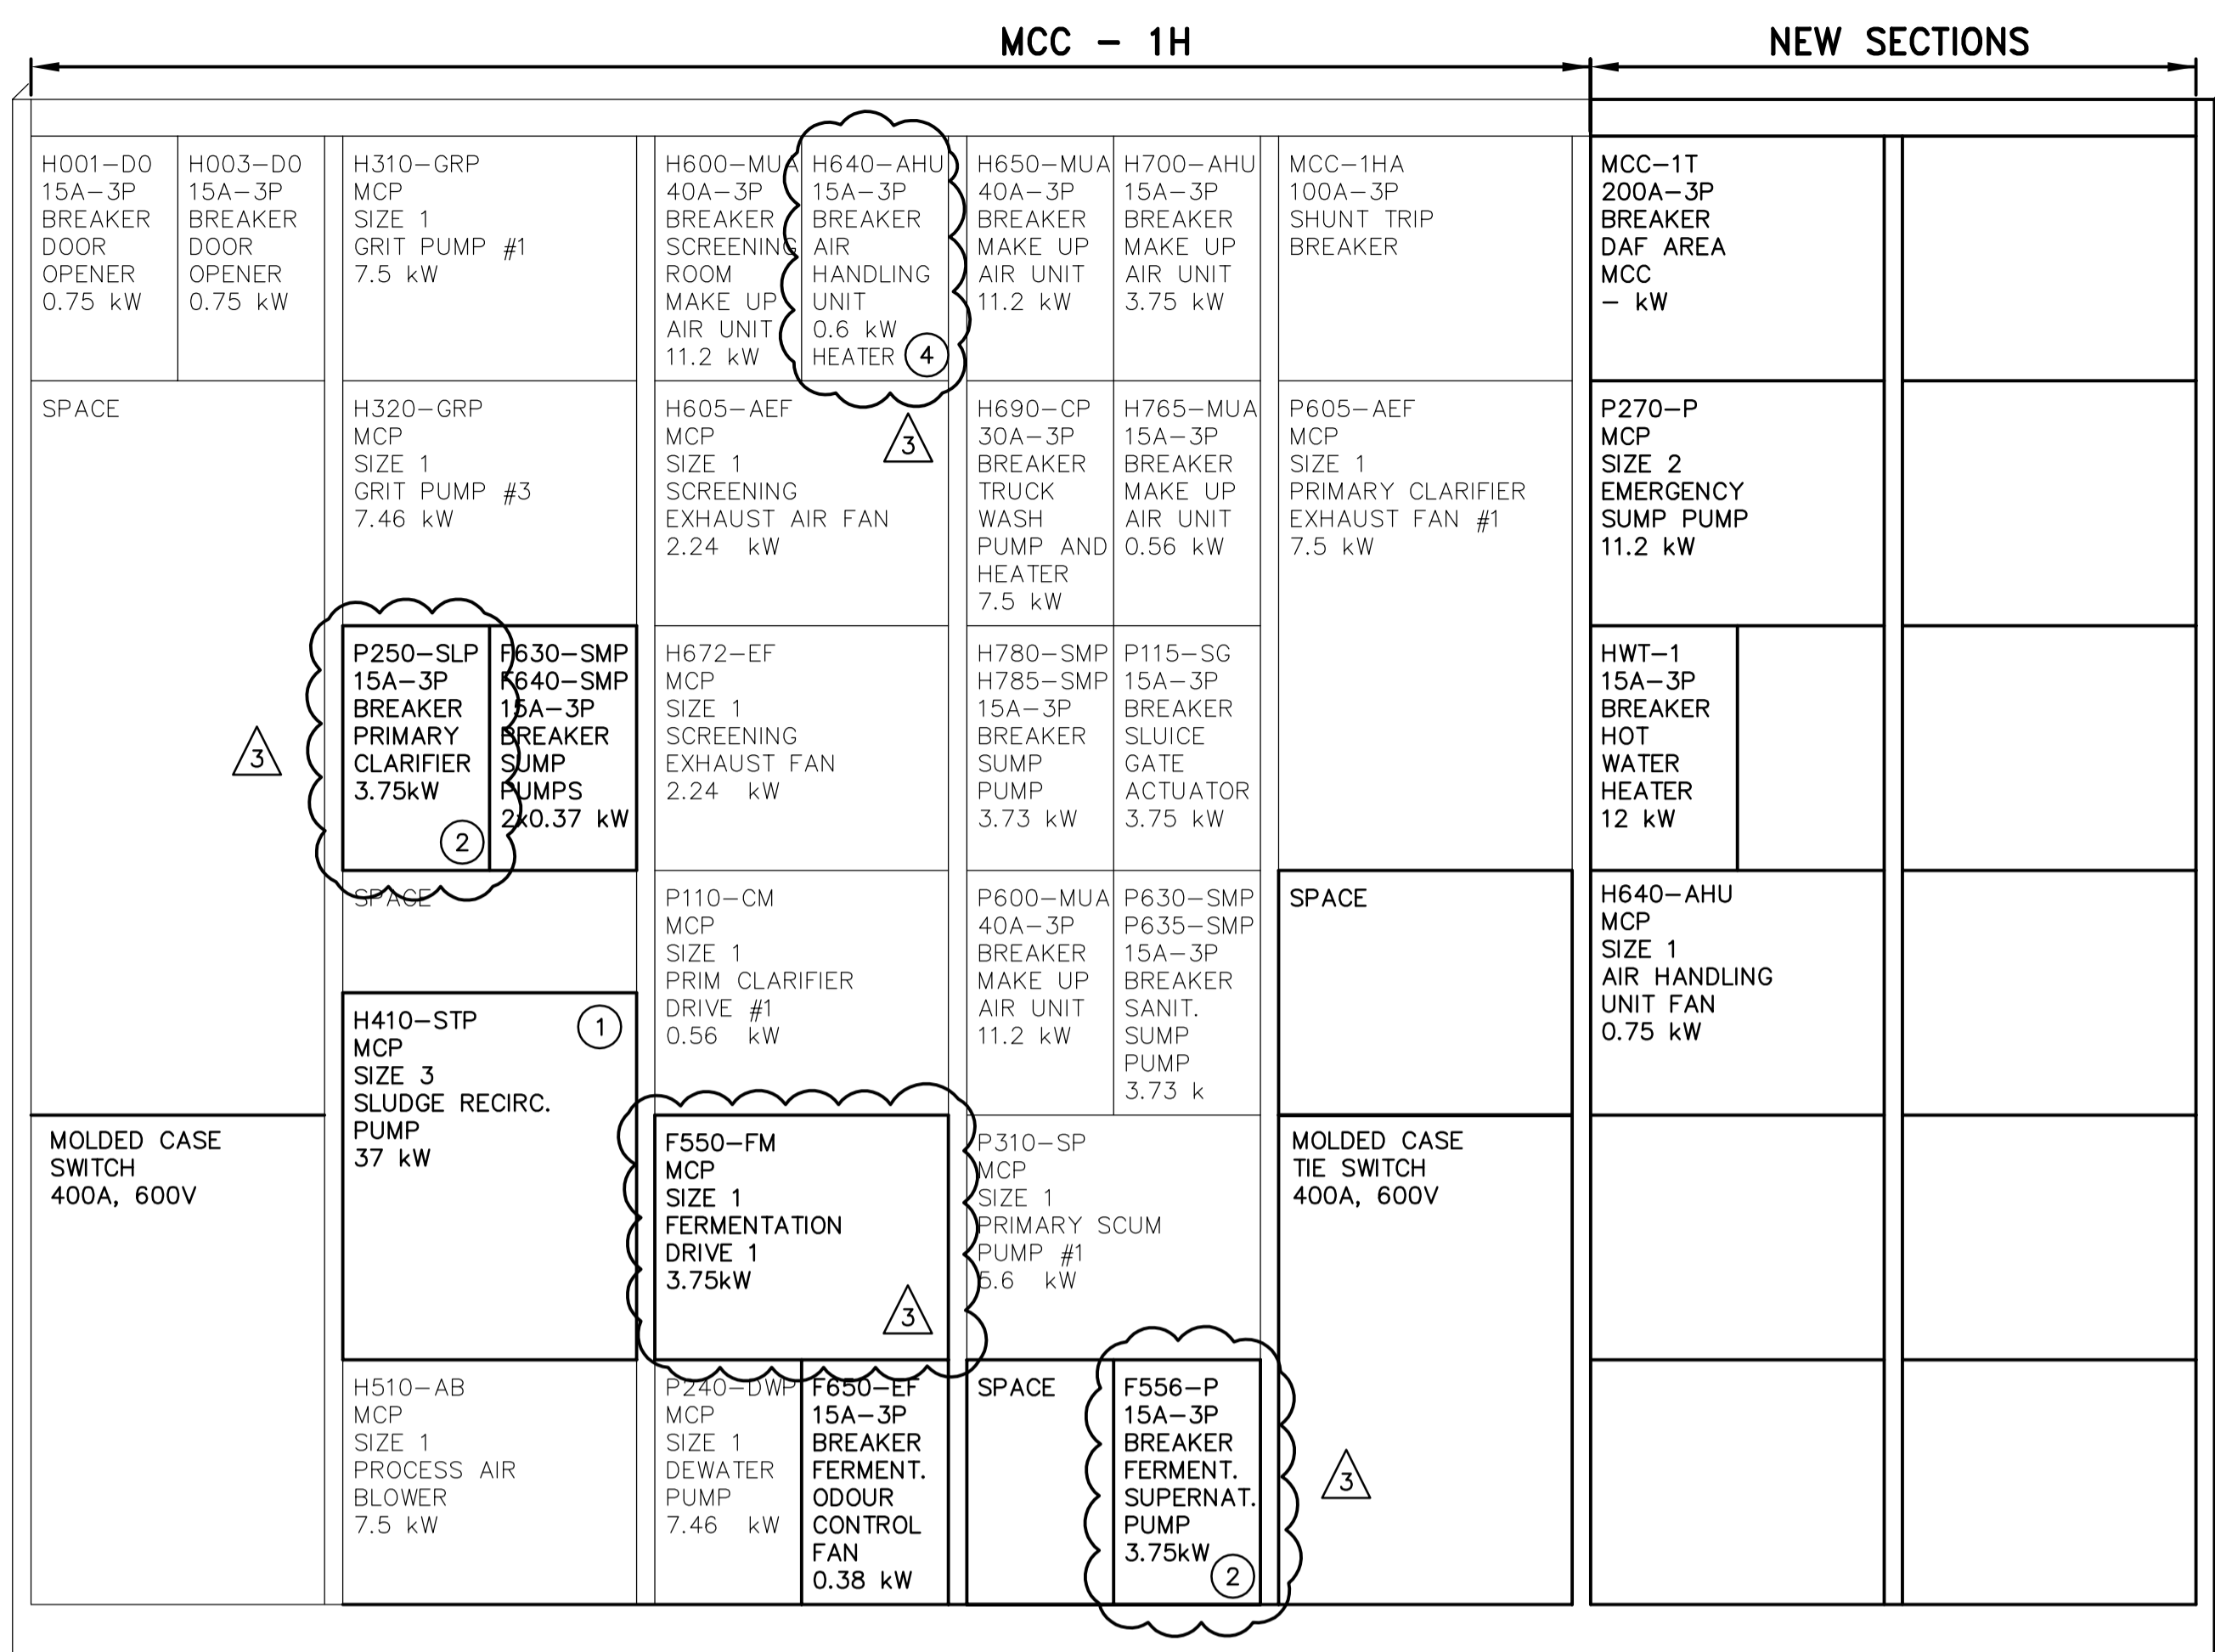 MCC - 1H
NEW SECTIONS
H001-DO
15A-3P
BREAKER
DOOR
OPENER
0.75 kW
H003-DO
15A-3P
BREAKER
DOOR
OPENER
0.75 kW
SPACE
3
MOLDED CASE
SWITCH
400A, 600V
H310-GRP
MCP
SIZE 1
GRIT PUMP #1
7.5 kW
H320-GRP
MCP
SIZE 1
GRIT PUMP #3
7.46 kW
P250-SLP
15A-3P
BREAKER
PRIMARY
CLARIFIER
3.75kW
2
F630-SMP
F640-SMP
15A-3P
BREAKER
SUMP
PUMPS
2x0.37 kW
SPACE
H410-STP
MCP
SIZE 3
SLUDGE RECIRC.
PUMP
37 kW
1
H510-AB
MCP
SIZE 1
PROCESS AIR
BLOWER
7.5 kW
H600-MUA
40A-3P
BREAKER
SCREENING
ROOM
MAKE UP
AIR UNIT
11.2 kW
H640-AHU
15A-3P
BREAKER
AIR
HANDLING
UNIT
0.6 kW
HEATER
4
H605-AEF
MCP
SIZE 1
SCREENING
EXHAUST AIR FAN
2.24 kW
3
H672-EF
MCP
SIZE 1
SCREENING
EXHAUST FAN
2.24 kW
P110-CM
MCP
SIZE 1
PRIM CLARIFIER
DRIVE #1
0.56 kW
F550-FM
MCP
SIZE 1
FERMENTATION
DRIVE 1
3.75kW
3
P240-DWP
MCP
SIZE 1
DEWATER
PUMP
7.46 kW
F650-EF
15A-3P
BREAKER
FERMENT.
ODOUR
CONTROL
FAN
0.38 kW
H650-MUA
40A-3P
BREAKER
MAKE UP
AIR UNIT
11.2 kW
H700-AHU
15A-3P
BREAKER
MAKE UP
AIR UNIT
3.75 kW
H690-CP
30A-3P
BREAKER
TRUCK
WASH
PUMP AND
HEATER
7.5 kW
H765-MUA
15A-3P
BREAKER
MAKE UP
AIR UNIT
0.56 kW
H780-SMP
H785-SMP
15A-3P
BREAKER
SUMP
PUMP
3.73 kW
P115-SG
15A-3P
BREAKER
SLUICE
GATE
ACTUATOR
3.75 kW
P600-MUA
40A-3P
BREAKER
MAKE UP
AIR UNIT
11.2 kW
P630-SMP
P635-SMP
15A-3P
BREAKER
SANIT.
SUMP
PUMP
3.73 k
P310-SP
MCP
SIZE 1
PRIMARY SCUM
PUMP #1
5.6 kW
SPACE
F556-P
15A-3P
BREAKER
FERMENT.
SUPERNAT.
PUMP
3.75kW
2
MCC-1HA
100A-3P
SHUNT TRIP
BREAKER
P605-AEF
MCP
SIZE 1
PRIMARY CLARIFIER
EXHAUST FAN #1
7.5 kW
SPACE
MOLDED CASE
TIE SWITCH
400A, 600V
3
MCC-1T
200A-3P
BREAKER
DAF AREA
MCC
- kW
P270-P
MCP
SIZE 2
EMERGENCY
SUMP PUMP
11.2 kW
HWT-1
15A-3P
BREAKER
HOT
WATER
HEATER
12 kW
H640-AHU
MCP
SIZE 1
AIR HANDLING
UNIT FAN
0.75 kW